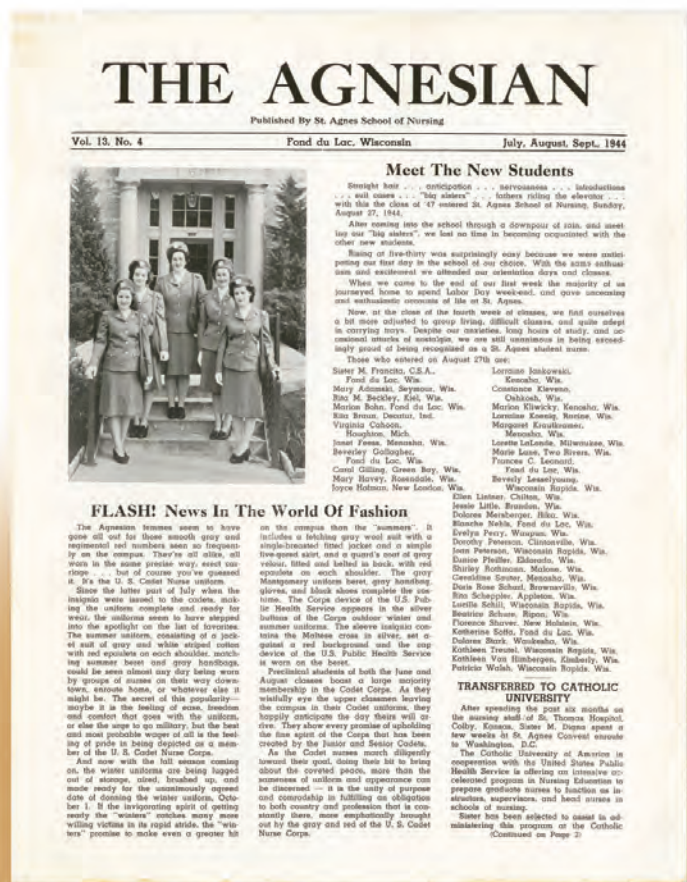 THE AGNESIAN
Published By St. Agnes School of Nursing
Vol. 13, No. 4
Fond du Lac, Wisconsin
July, August, Sept., 1944
Meet The New Students
Straight hair . . . anticipation . . . nervousness . . . introductions
. . . suit cases . . . "big sisters" . . . fathers riding the elevator . . .
with this the class of '47 entered St. Agnes School of Nursing, Sunday,
August 27, 1944.
After coming into the school through a downpour of rain, and meet-
ing our "big sisters", we lost no time in becoming acquainted with the
other new students.
Rising at five-thirty was surprisingly easy because we were antici-
pating our first day in the school of our choice. With the same enthusi-
asm and excitement we attended our orientation days and classes.
When we came to the end of our first week the majority of us
journeyed home to spend Labor Day week-end, and gave unceasing
and enthusiastic accounts of life at St. Agnes.
Now, at the close of the fourth week of classes, we find ourselves
a bit more adjusted to group living, difficult classes, and quite adept
in carrying trays. Despite our anxieties, long hours of study, and oc-
casional attacks of nostalgia, we are still unanimous in being exceed-
ingly proud of being recognized as a St. Agnes student nurse.
Those who entered on August 27th are:
Sister M. Francita, C.S.A.,
Fond du Lac, Wis.
Mary Adamski, Seymour, Wis.
Rita M. Beckley, Kiel, Wis.
Marion Bohn, Fond du Lac, Wis.
Rita Braun, Decatur, Ind.
Virginia Cahoon,
Houghton, Mich.
Janet Feess, Menasha, Wis.
Beverley Gallagher,
Fond du Lac, Wis.
Carol Gilling, Green Bay, Wis.
Mary Havey, Rosendale, Wis.
Joyce Holman, New London, Wis.
Lorraine Jankowski,
Kenosha, Wis.
Constance Kleveno,
Oshkosh, Wis.
Marion Kliwicky, Kenosha, Wis.
Lorraine Koenig, Racine, Wis.
Margaret Krautkramer,
Menasha, Wis.
Lorette LaLonde, Milwaukee, Wis.
Marie Lane, Two Rivers, Wis.
Frances C. Leonard,
Fond du Lac, Wis.
Beverly Lesselyoung,
Wisconsin Rapids, Wis.
Ellen Lintner, Chilton, Wis.
Jessie Little, Brandon, Wis.
Dolores Mersberger, Hika, Wis.
Blanche Nehls, Fond du Lac, Wis.
Evelyn Perry, Waupun, Wis.
Dorothy Peterson, Clintonville, Wis.
Joan Peterson, Wisconsin Rapids, Wis.
Eunice Pfeifer, Eldorado, Wis.
Shirley Rothmann, Malone, Wis.
Geraldine Sauter, Menasha, Wis.
Doris Rose Schard, Brownsville, Wis.
Rita Scheppler, Appleton, Wis.
Lucille Schill, Wisconsin Rapids, Wis.
Beatrice Schuze, Ripon, Wis.
Florence Shaver, New Holstein, Wis.
Katherine Sotta, Fond du Lac, Wis.
Dolores Stark, Waukesha, Wis.
Kathleen Treutel, Wisconsin Rapids, Wis.
Kathleen Van Himbergen, Kimberly, Wis.
Patricia Walsh, Wisconsin Rapids, Wis.
TRANSFERRED TO CATHOLIC
UNIVERSITY
After spending the past six months on
the nursing staff of St. Thomas Hospital,
Colby, Kansas, Sister M. Digna spent a
few weeks at St. Agnes Convent enroute
to Washington, D.C.
The Catholic University of America in
cooperation with the United States Public
Health Service is offering an intensive ac-
celerated program in Nursing Education to
prepare graduate nurses to function as in-
structors, supervisors, and head nurses in
schools of nursing.
Sister has been selected to assist in ad-
ministering this program at the Catholic
(Continued on Page 2)
FLASH! News In The World Of Fashion
The Agnesian femmes seem to have
gone all out for those smooth gray and
regimental red numbers seen so frequent-
ly on the campus. They're all alike, all
worn in the same precise way, erect car-
riage . . . but of course you've guessed
it. It's the U. S. Cadet Nurse uniform.
Since the latter part of July when the
insignia were issued to the cadets, mak-
ing the uniform complete and ready for
wear, the uniforms seem to have stepped
into the spotlight on the list of favorites.
The summer uniform, consisting of a jack-
et suit of gray and white striped cotton
with red epaulets on each shoulder, match-
ing summer beret and gray handbags,
could be seen almost any day being worn
by groups of nurses on their way down-
town, enroute home, or whatever else it
might be. The secret of this popularity—
maybe it is the feeling of ease, freedom
and comfort that goes with the uniform,
or else the urge to go military, but the best
and most probable wager of all is the feel-
ing of pride in being depicted as a mem-
ber of the U. S. Cadet Nurse Corps.
And now with the fall season coming
on, the winter uniforms are being lugged
out of storage, aired, brushed up, and
made ready for the unanimously agreed
date of donning the winter uniform, Octo-
ber 1. If the invigorating spirit of getting
ready the "winters" catches many more
willing victims in its rapid stride, the "win-
ters" promise to make even a greater hit
on the campus than the "summers". It
includes a fetching gray wool suit with a
single-breasted fitted jacket and a simple
five-gored skirt, and a guard's coat of gray
velour, fitted and belted in back, with red
epaulets on each shoulder. The gray
Montgomery uniform beret, gray handbag,
gloves, and black shoes complete the cos-
tume. The Corps device of the U.S. Pub-
lic Health Service appears in the silver
buttons of the Corps outdoor winter and
summer uniforms. The sleeve insignia con-
tains the Maltese cross in silver, set a-
gainst a red background and the cap
device of the U.S. Public Health Service
is worn on the beret.
Preclinical students of both the June and
August classes boast a large majority
membership in the Cadet Corps. As they
wistfully eye the upper classmen leaving
the campus in their Cadet uniforms, they
happily anticipate the day theirs will ar-
rive. They show every promise of upholding
the fine spirit of the Corps that has been
created by the Junior and Senior Cadets.
As the Cadet nurses march diligently
toward their goal, doing their bit to bring
about the coveted peace, more than the
sameness of uniform and appearance can
be discerned — it is the unity of purpose
and comradship in fulfilling an obligation
to both country and profession that is con-
stantly there, more emphatically brought
out by the gray and red of the U. S. Cadet
Nurse Corps.